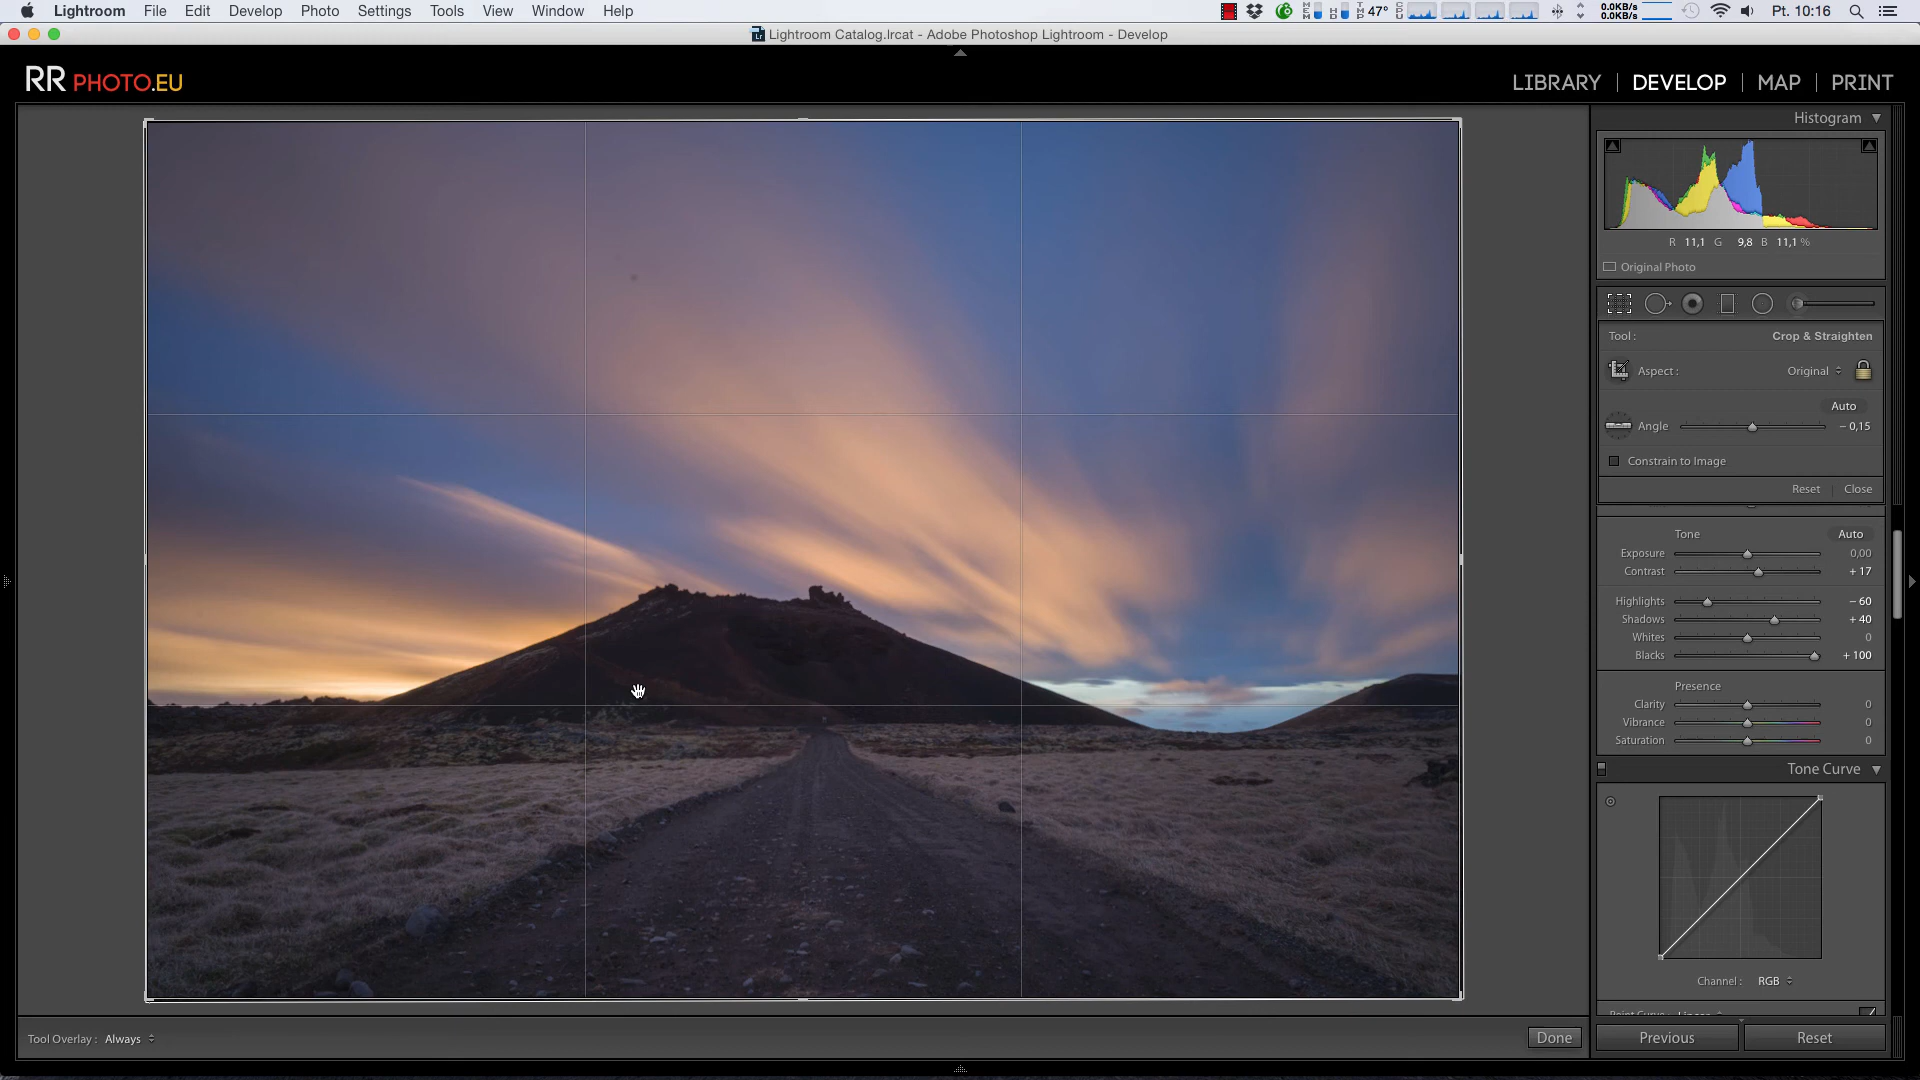 Lightroom File Edit Develop Photo Settings Tools View Window Help 47° 0.0KB/s 0.0KB/s Pt. 10:16
Lightroom Catalog.lrcat - Adobe Photoshop Lightroom - Develop
RR PHOTO.EU
LIBRARY | DEVELOP | MAP | PRINT
Histogram
R 11,1 G 9,8 B 11,1 %
Original Photo
Tool : Crop & Straighten
Aspect : Original
Auto
Angle - 0,15
Constrain to Image
Reset Close
Tone Auto
Exposure 0,00
Contrast + 17
Highlights - 60
Shadows + 40
Whites 0
Blacks + 100
Presence
Clarity 0
Vibrance 0
Saturation 0
Tone Curve
Channel : RGB
Tool Overlay : Always
Done
Previous
Reset